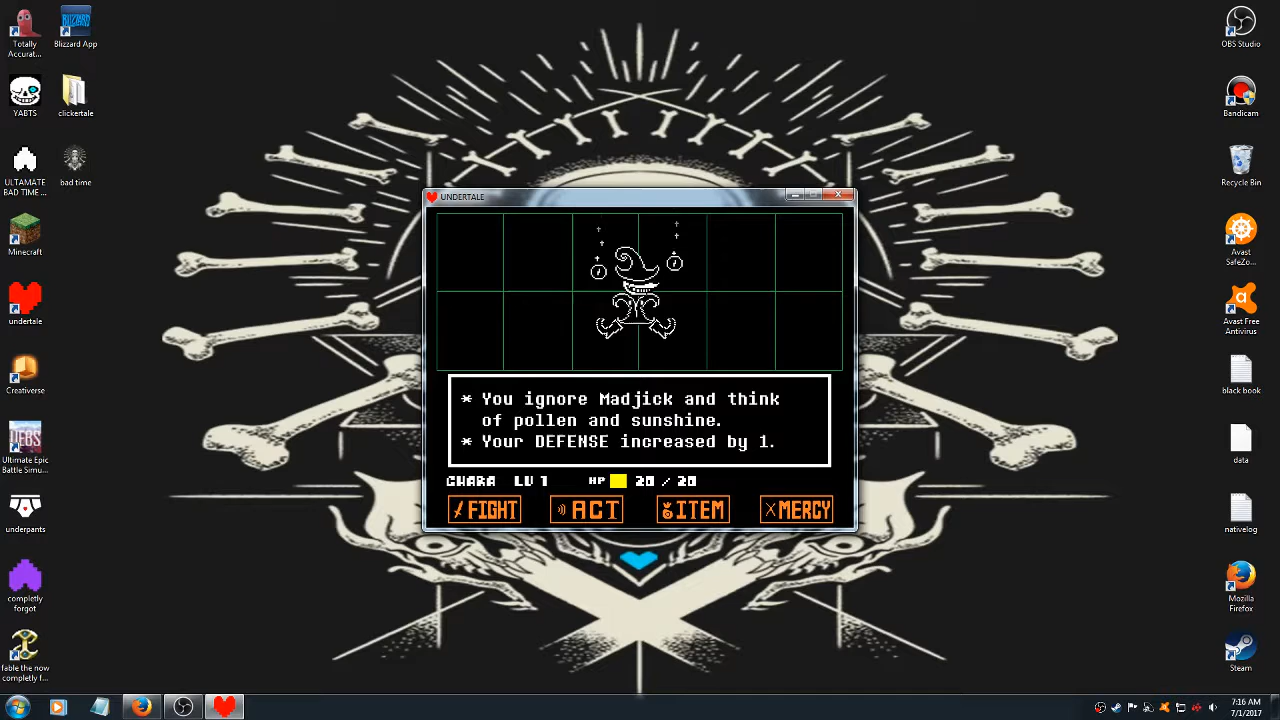 Totally
Accurat...
Blizzard App
YABTS
clickertale
ULTAMATE
BAD TIME ...
bad time
Minecraft
undertale
Creativerse
Ultimate Epic
Battle Simu...
underpants
completly
forgot
fable the now
completly f...
OBS Studio
Bandicam
Recycle Bin
Avast
SafeZo...
Avast Free
Antivirus
black book
data
nativelog
Mozilla
Firefox
Steam
UNDERTALE
* You ignore Madjick and think
of pollen and sunshine.
* Your DEFENSE increased by 1.
CHARA LV 1 HP 20 / 20
FIGHT ACT ITEM MERCY
7:16 AM
7/1/2017